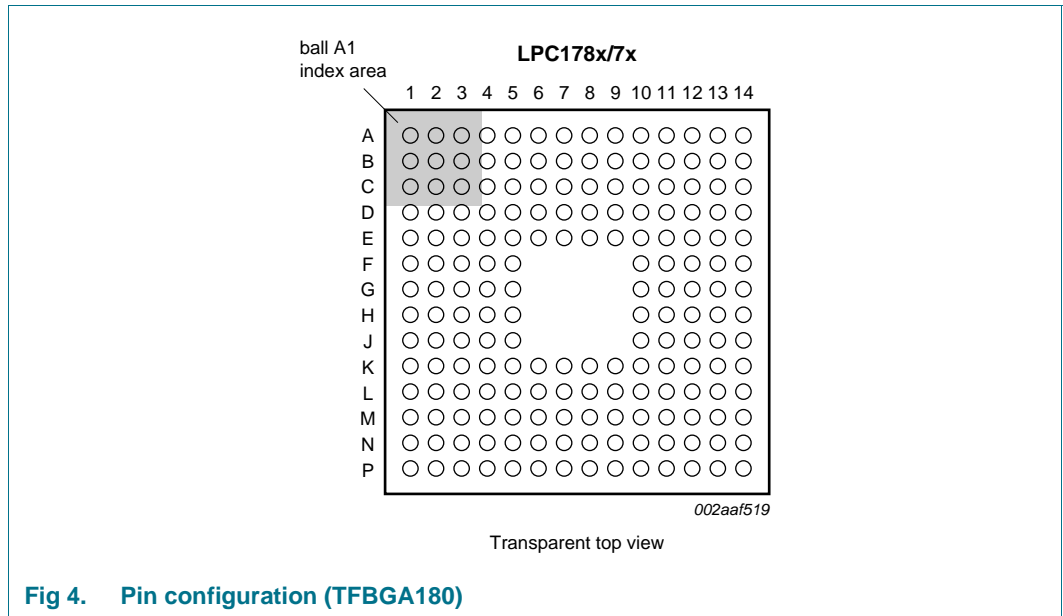 ball A1
index area
LPC178x/7x
1 2 3 4 5 6 7 8 9 10 11 12 13 14
A
B
C
D
E
F
G
H
J
K
L
M
N
P
002aaf519
Transparent top view
Fig 4. Pin configuration (TFBGA180)